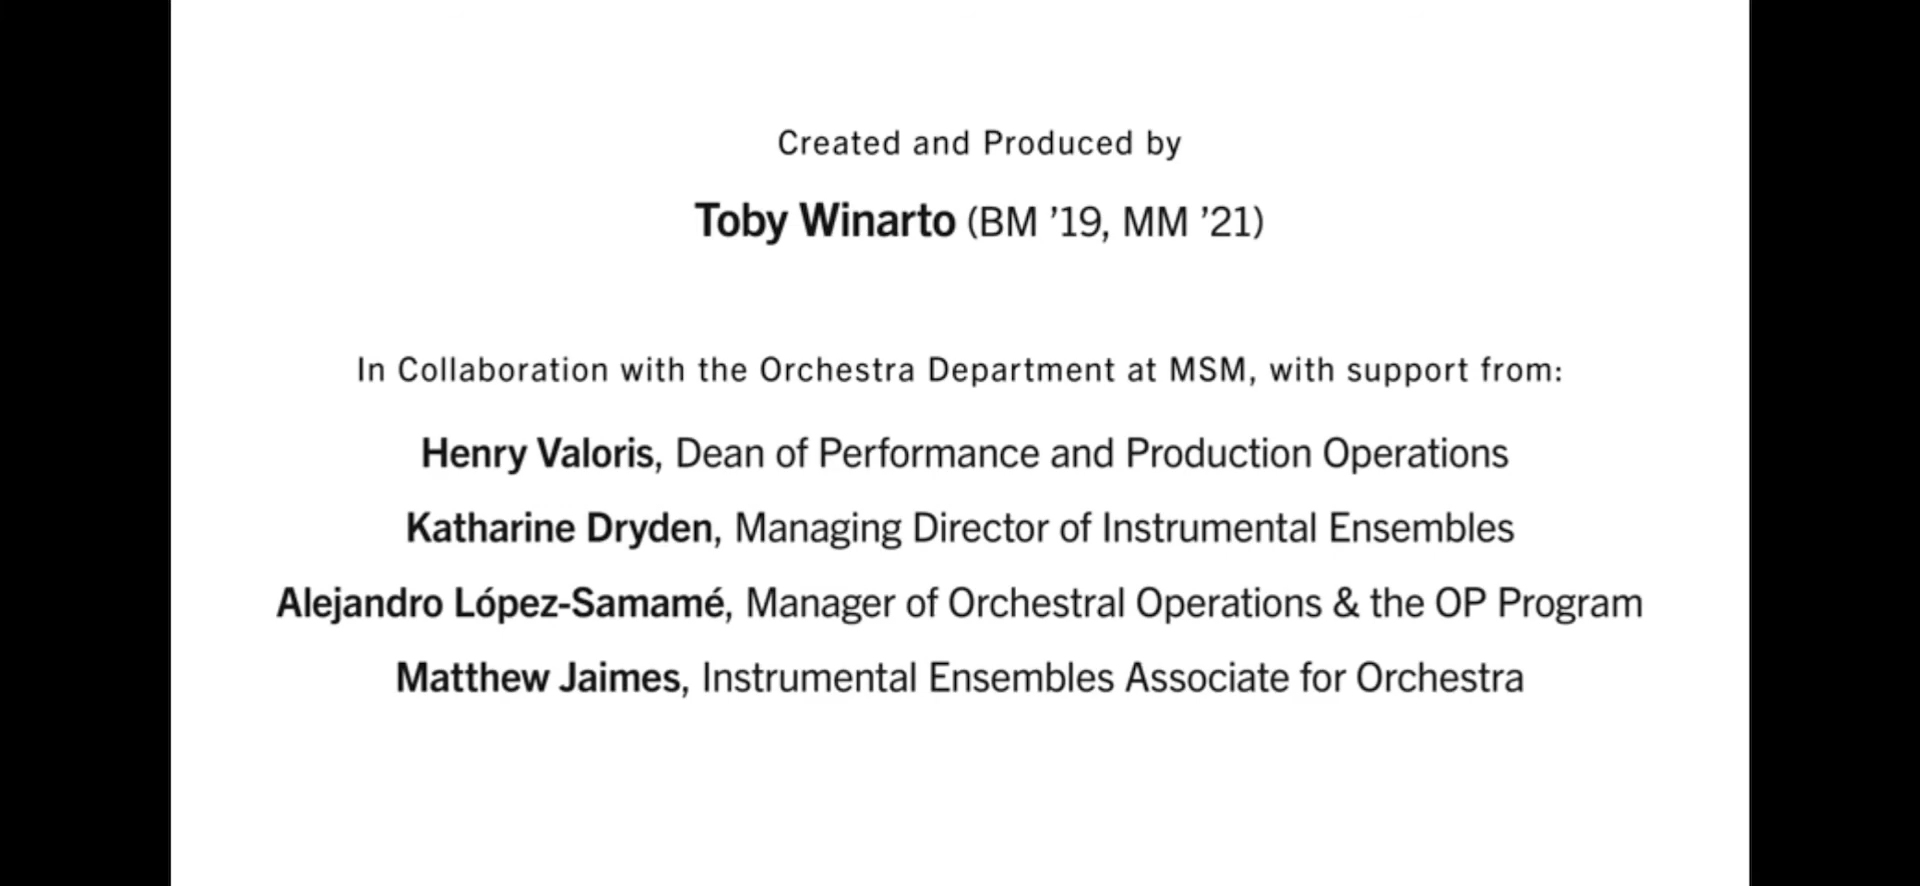 Created and Produced by
Toby Winarto (BM ’19, MM ’21)
In Collaboration with the Orchestra Department at MSM, with support from:
Henry Valoris, Dean of Performance and Production Operations
Katharine Dryden, Managing Director of Instrumental Ensembles
Alejandro López-Samamé, Manager of Orchestral Operations & the OP Program
Matthew Jaimes, Instrumental Ensembles Associate for Orchestra